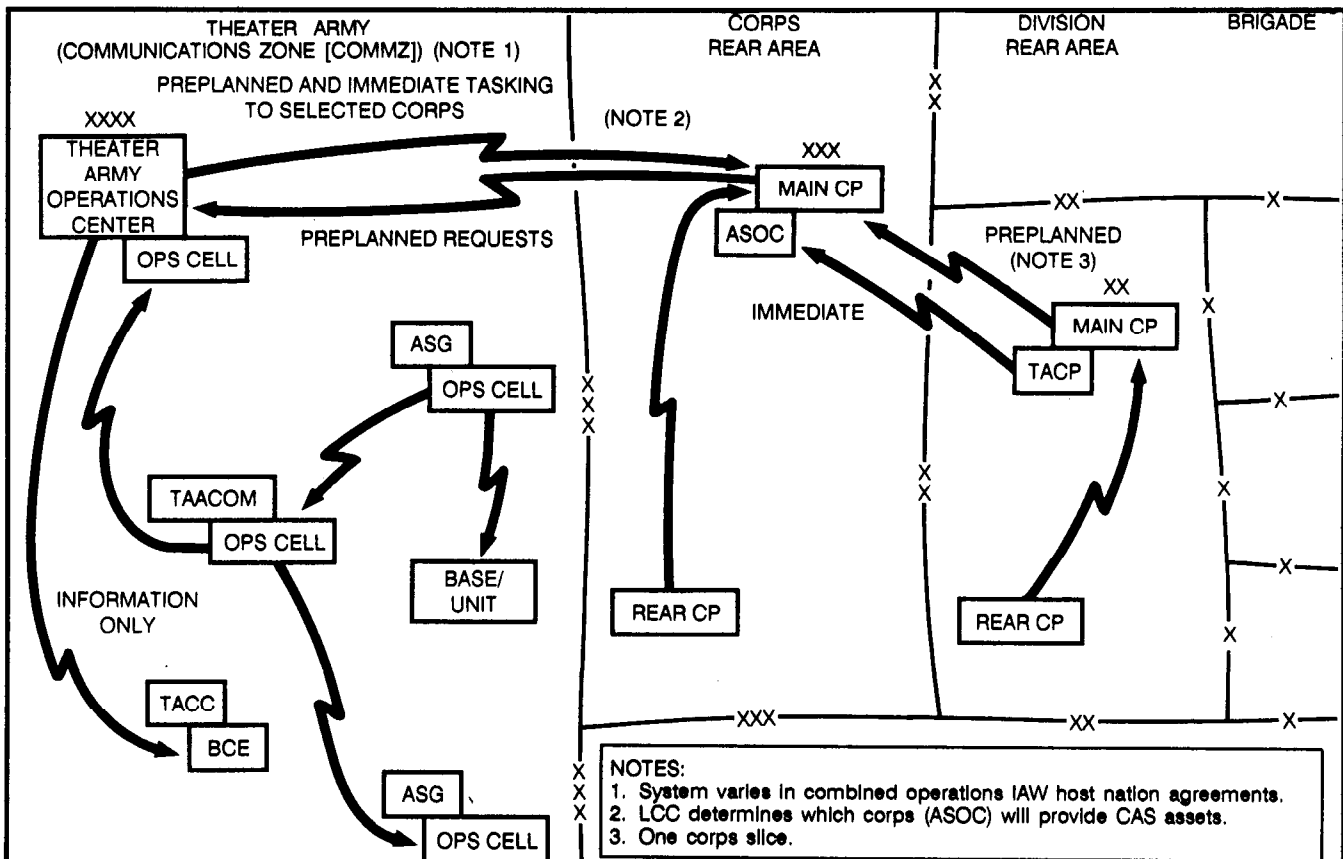 THEATER ARMY
(COMMUNICATIONS ZONE [COMMZ]) (NOTE 1)
CORPS
REAR AREA
DIVISION
REAR AREA
BRIGADE
PREPLANNED AND IMMEDIATE TASKING
TO SELECTED CORPS
XXXX
THEATER
ARMY
OPERATIONS
CENTER
OPS CELL
PREPLANNED REQUESTS
(NOTE 2)
XXX
MAIN CP
ASOC
X
X
XX
X
PREPLANNED
(NOTE 3)
IMMEDIATE
XX
MAIN CP
TACP
X
ASG
OPS CELL
X
X
X
X
TAACOM
OPS CELL
X
X
X
BASE/
UNIT
X
REAR CP
REAR CP
X
INFORMATION
ONLY
TACC
BCE
XXX
XX
X
ASG
OPS CELL
X
X
X
NOTES:
1. System varies in combined operations IAW host nation agreements.
2. LCC determines which corps (ASOC) will provide CAS assets.
3. One corps slice.